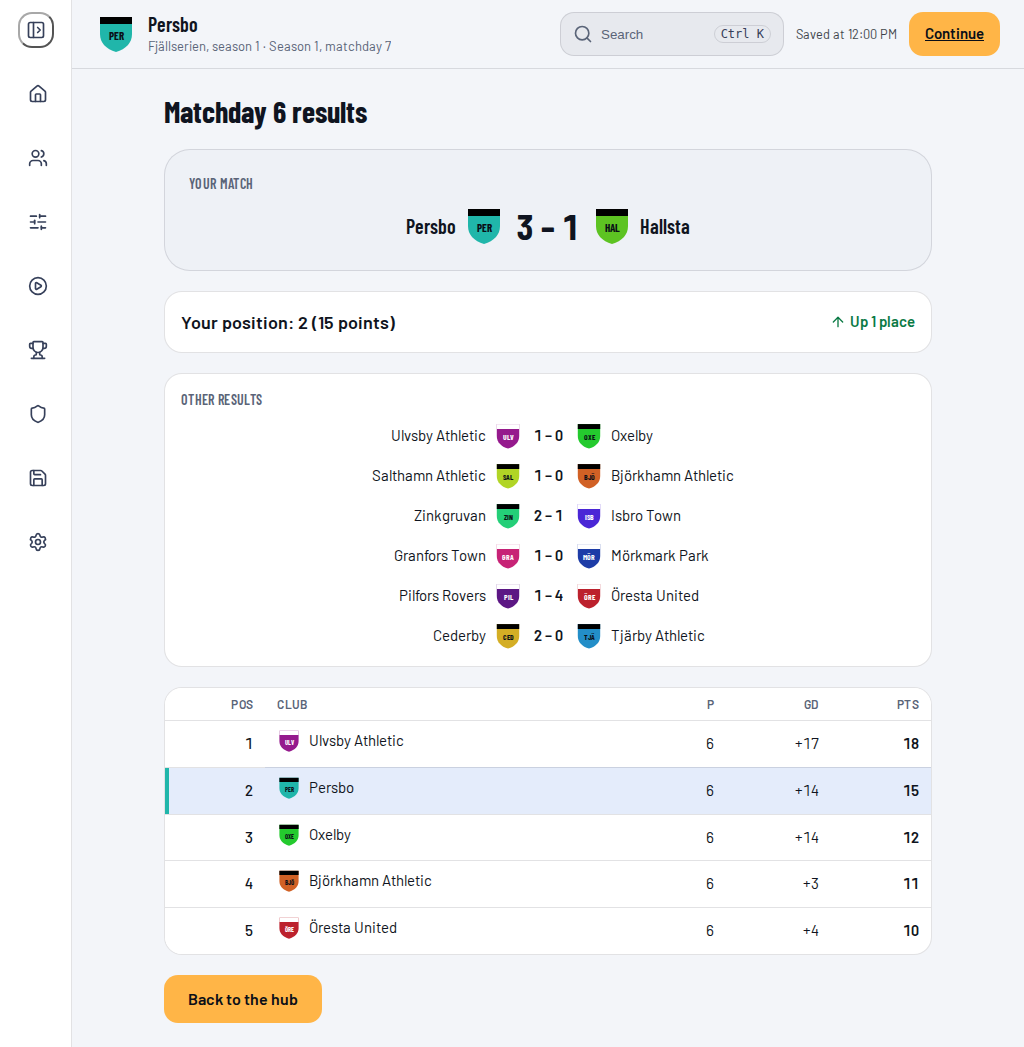 PER
Persbo
Fjällserien, season 1 · Season 1, matchday 7
Search
Ctrl K
Saved at 12:00 PM
Continue
Matchday 6 results
YOUR MATCH
Persbo PER 3 – 1 HAL Hallsta
Your position: 2 (15 points)
Up 1 place
OTHER RESULTS
Ulvsby Athletic ULV 1 – 0 OXE Oxelby
Salthamn Athletic SAL 1 – 0 BJÖ Björkhamn Athletic
Zinkgruvan ZIN 2 – 1 ISB Isbro Town
Granfors Town GRA 1 – 0 MÖR Mörkmark Park
Pilfors Rovers PIL 1 – 4 ÖRE Öresta United
Cederby CED 2 – 0 TJÄ Tjärby Athletic
POS CLUB P GD PTS
1 ULV Ulvsby Athletic 6 +17 18
2 PER Persbo 6 +14 15
3 OXE Oxelby 6 +14 12
4 BJÖ Björkhamn Athletic 6 +3 11
5 ÖRE Öresta United 6 +4 10
Back to the hub